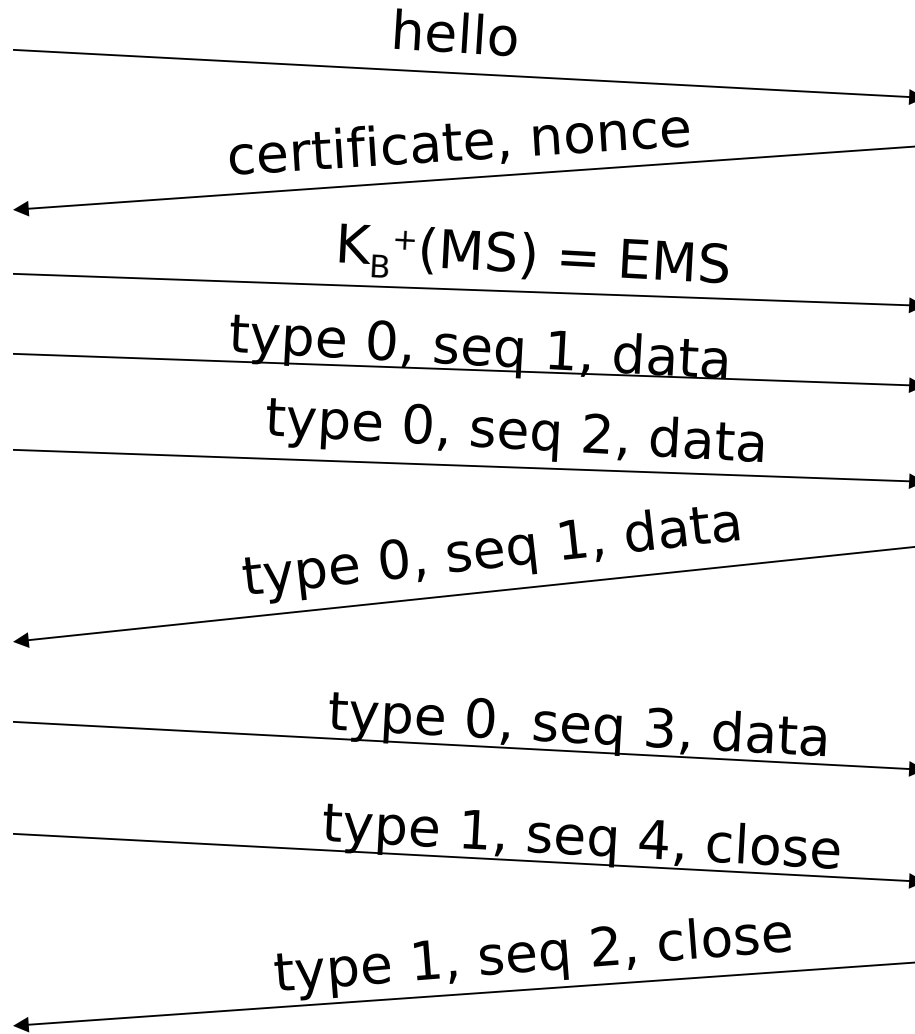 hello
certificate, nonce
K_B⁺(MS) = EMS
type 0, seq 1, data
type 0, seq 2, data
type 0, seq 1, data
type 0, seq 3, data
type 1, seq 4, close
type 1, seq 2, close